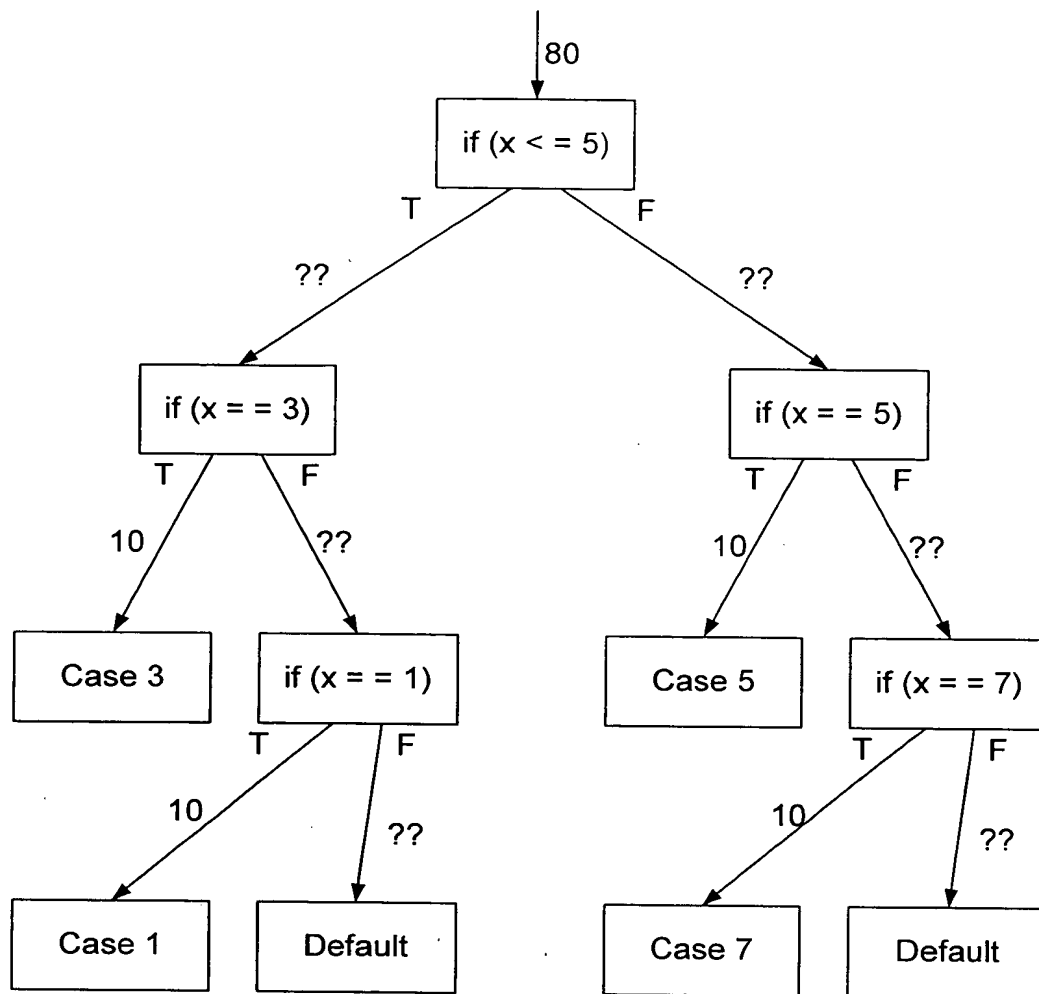 80
if (x < = 5)
T F
?? ??
if (x = = 3) if (x = = 5)
T F T F
10 ?? 10 ??
Case 3 if (x = = 1) Case 5 if (x = = 7)
T F T F
10 ?? 10 ??
Case 1 Default Case 7 Default